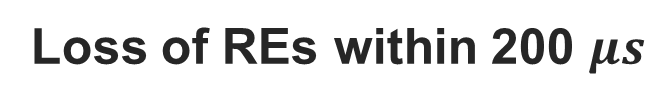 Loss of REs within 200 μs